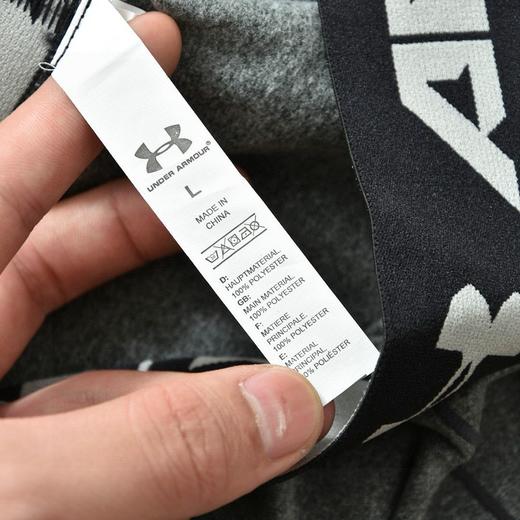 UNDER ARMOUR®
L
MADE IN
CHINA
D:
HAUPTMATERIAL
100% POLYESTER
GB:
MAIN MATERIAL
100% POLYESTER
F:
MATIERE
PRINCIPALE
100% POLYESTER
E:
MATERIAL
PRINCIPAL
POLIÉSTER